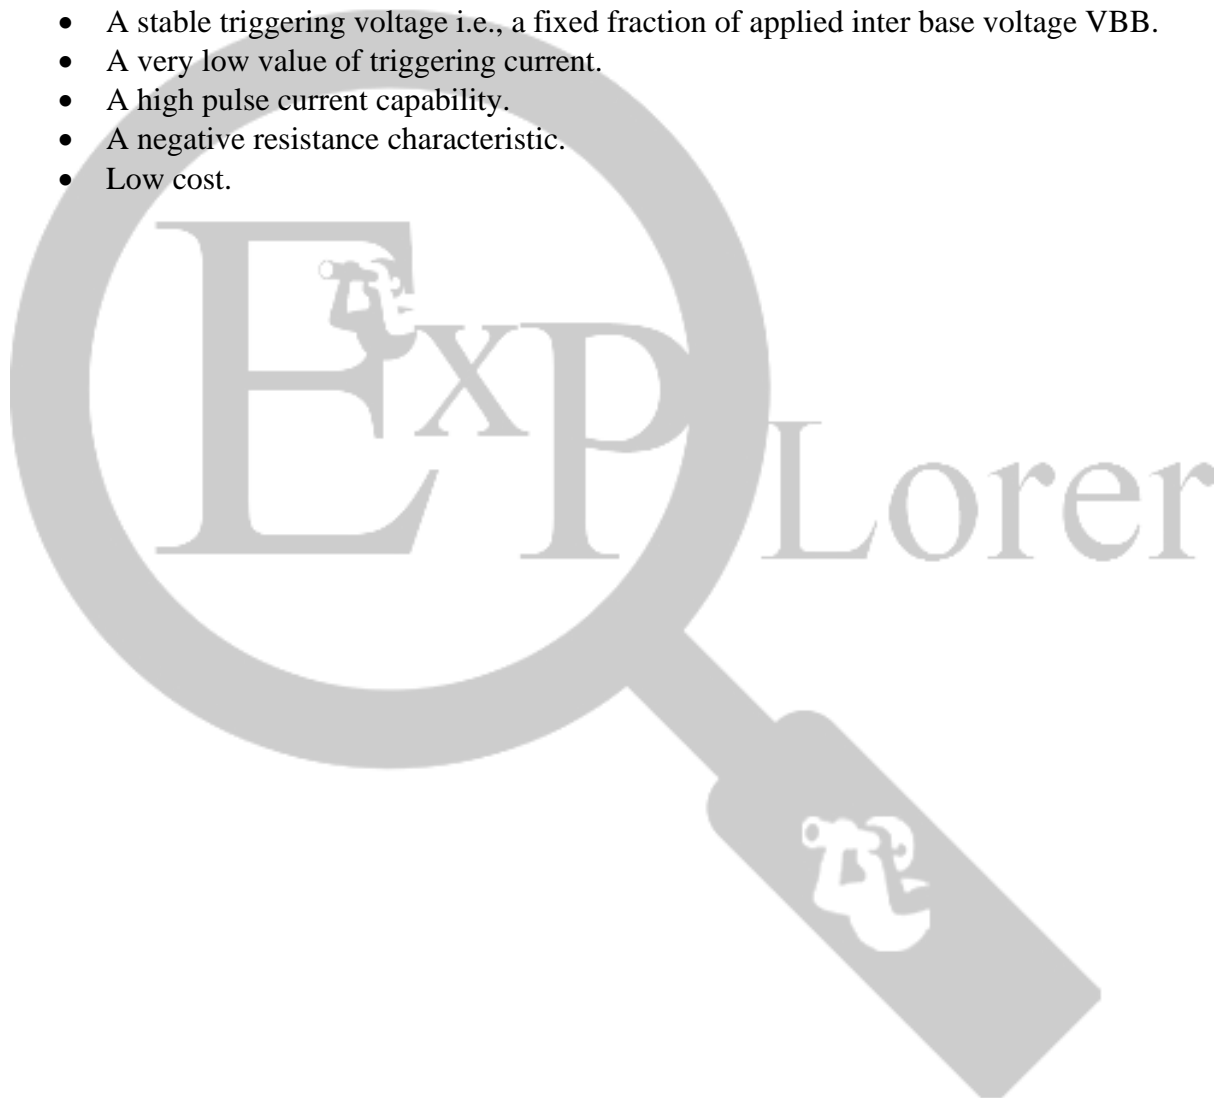 • A stable triggering voltage i.e., a fixed fraction of applied inter base voltage VBB.
• A very low value of triggering current.
• A high pulse current capability.
• A negative resistance characteristic.
• Low cost.
ExPLorer